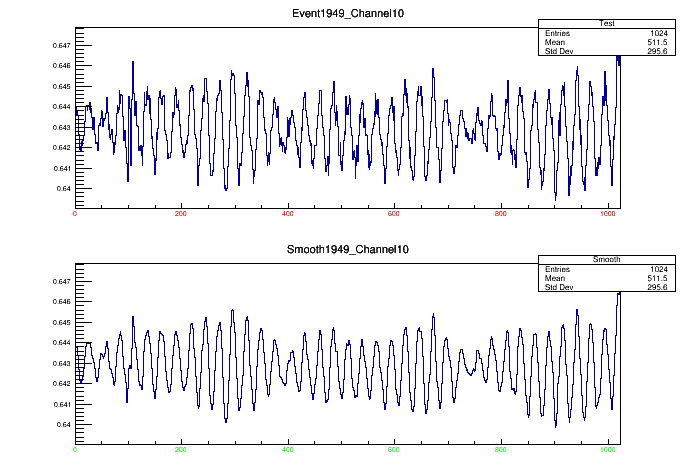 Event1949_Channel10
Test
Entries 1024
Mean 511.5
Std Dev 295.6
0.647
0.646
0.645
0.644
0.643
0.642
0.641
0.64
0 200 400 600 800 1000
Smooth1949_Channel10
Smooth
Entries 1024
Mean 511.5
Std Dev 295.6
0.647
0.646
0.645
0.644
0.643
0.642
0.641
0.64
0 200 400 600 800 1000